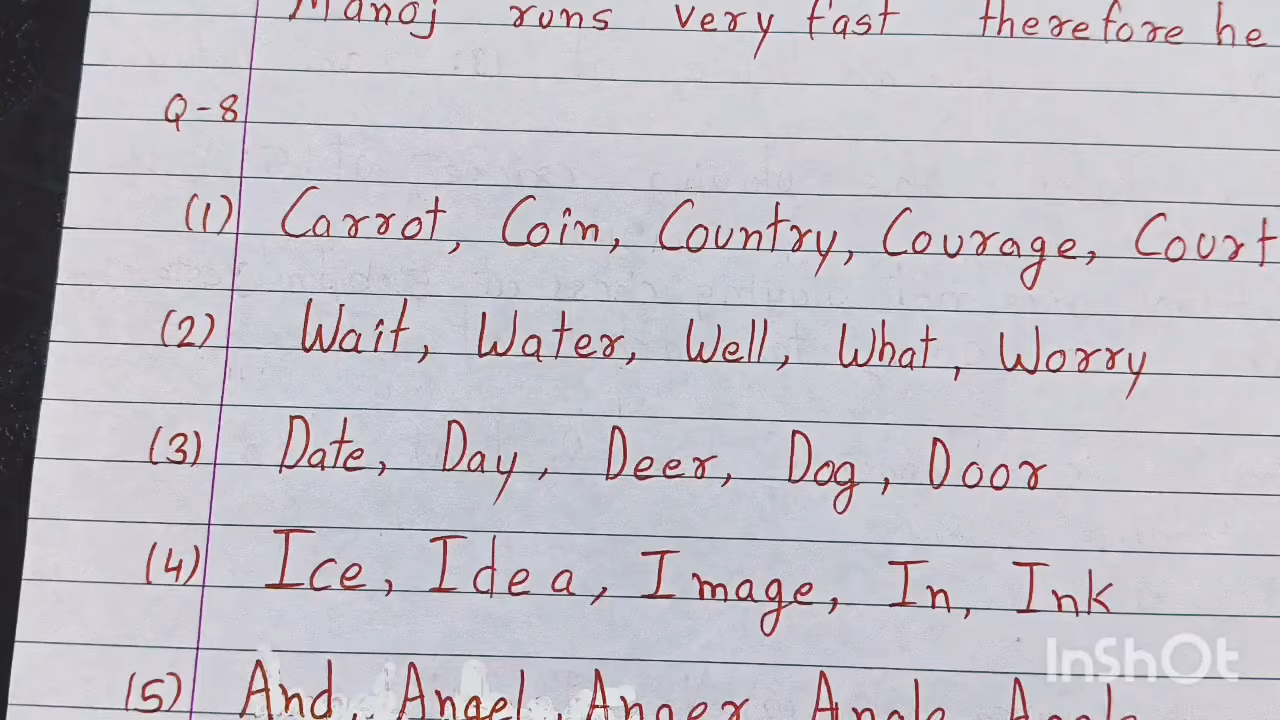 Manoj runs very fast therefore he
Q-8
(1) Carrot, Coin, Country, Courage, Court
(2) Wait, Water, Well, What, Worry
(3) Date, Day, Deer, Dog, Door
(4) Ice, Idea, Image, In, Ink
(5) And, Angel, Anger, Angle,
InShOt